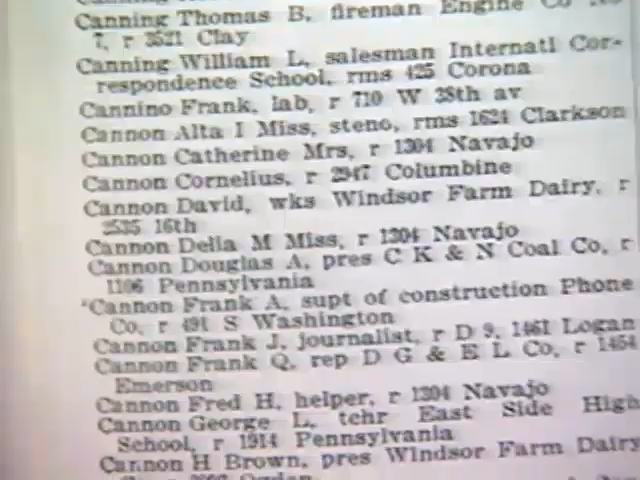 Canning Thomas B, fireman Engine Co
7, r 3521 Clay
Canning William L, salesman Internatl Cor-
respondence School, rms 425 Corona
Cannino Frank, lab, r 710 W 38th av
Cannon Alta I Miss, steno, rms 1624 Clarkson
Cannon Catherine Mrs, r 1304 Navajo
Cannon Cornelius, r 2947 Columbine
Cannon David, wks Windsor Farm Dairy, r
2535 16th
Cannon Delia M Miss, r 1304 Navajo
Cannon Douglas A, pres C K & N Coal Co, r
1106 Pennsylvania
*Cannon Frank A, supt of construction Phone
Co, r 491 S Washington
Cannon Frank J, journalist, r D 9, 1461 Logan
Cannon Frank Q, rep D G & E L Co, r 1454
Emerson
Cannon Fred H, helper, r 1304 Navajo
Cannon George L, tchr East Side High
School, r 1914 Pennsylvania
Cannon H Brown, pres Windsor Farm Dairy